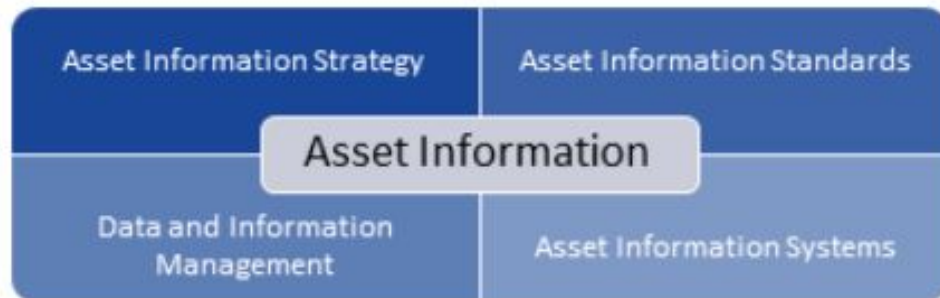 Asset Information Strategy
Asset Information Standards
Asset Information
Data and Information
Management
Asset Information Systems